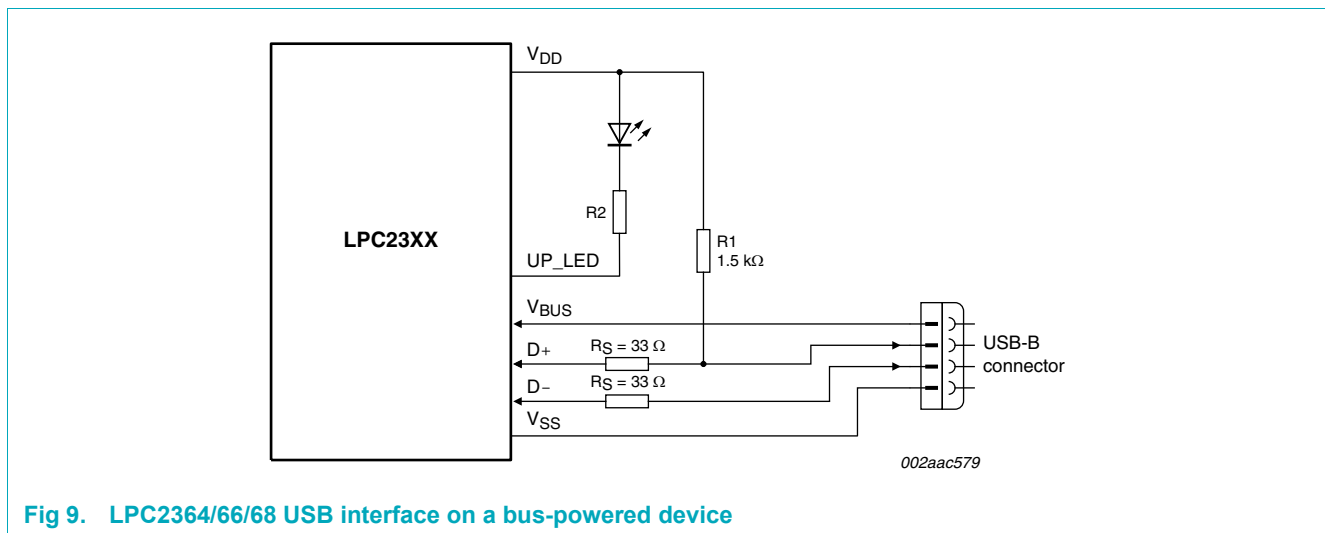 VDD
R2
R1
1.5 kΩ
LPC23XX
UP_LED
VBUS
D+
RS = 33 Ω
USB-B
connector
D−
RS = 33 Ω
VSS
002aac579
Fig 9. LPC2364/66/68 USB interface on a bus-powered device